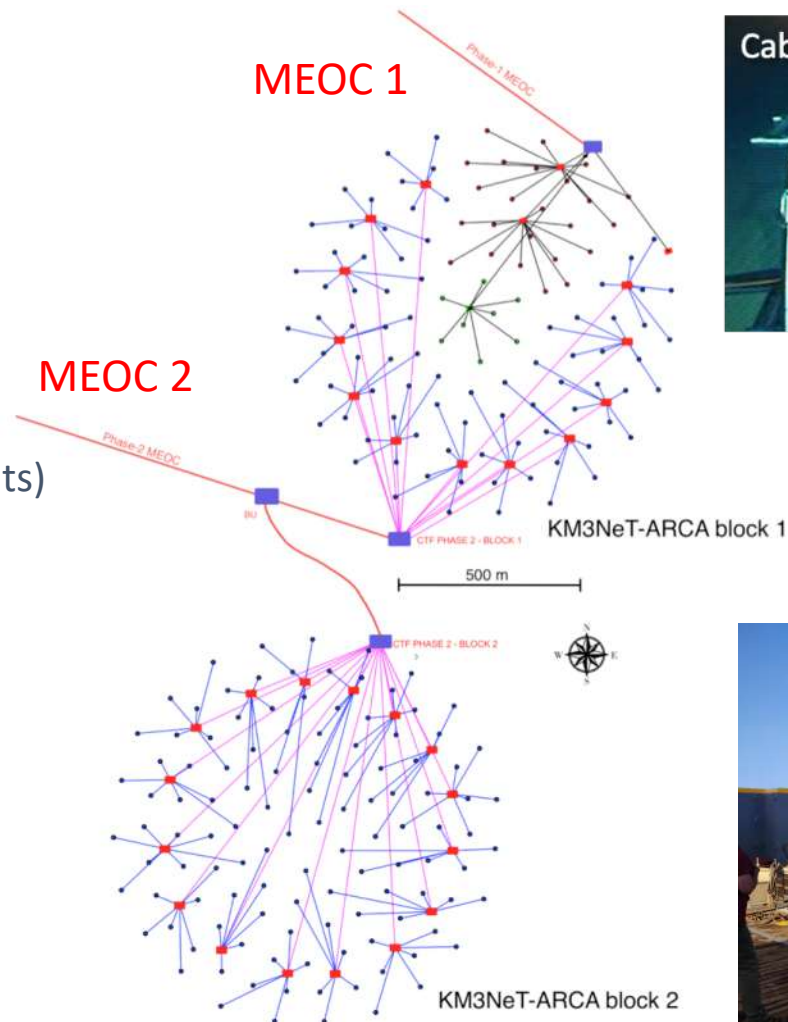 Cab
Phase-1 MEOC
MEOC 1
MEOC 2
Phase-2 MEOC
ts)
BU
CTF PHASE 2 - BLOCK 1
KM3NeT-ARCA block 1
500 m
CTF PHASE 2 - BLOCK 2
N
W
E
S
KM3NeT-ARCA block 2